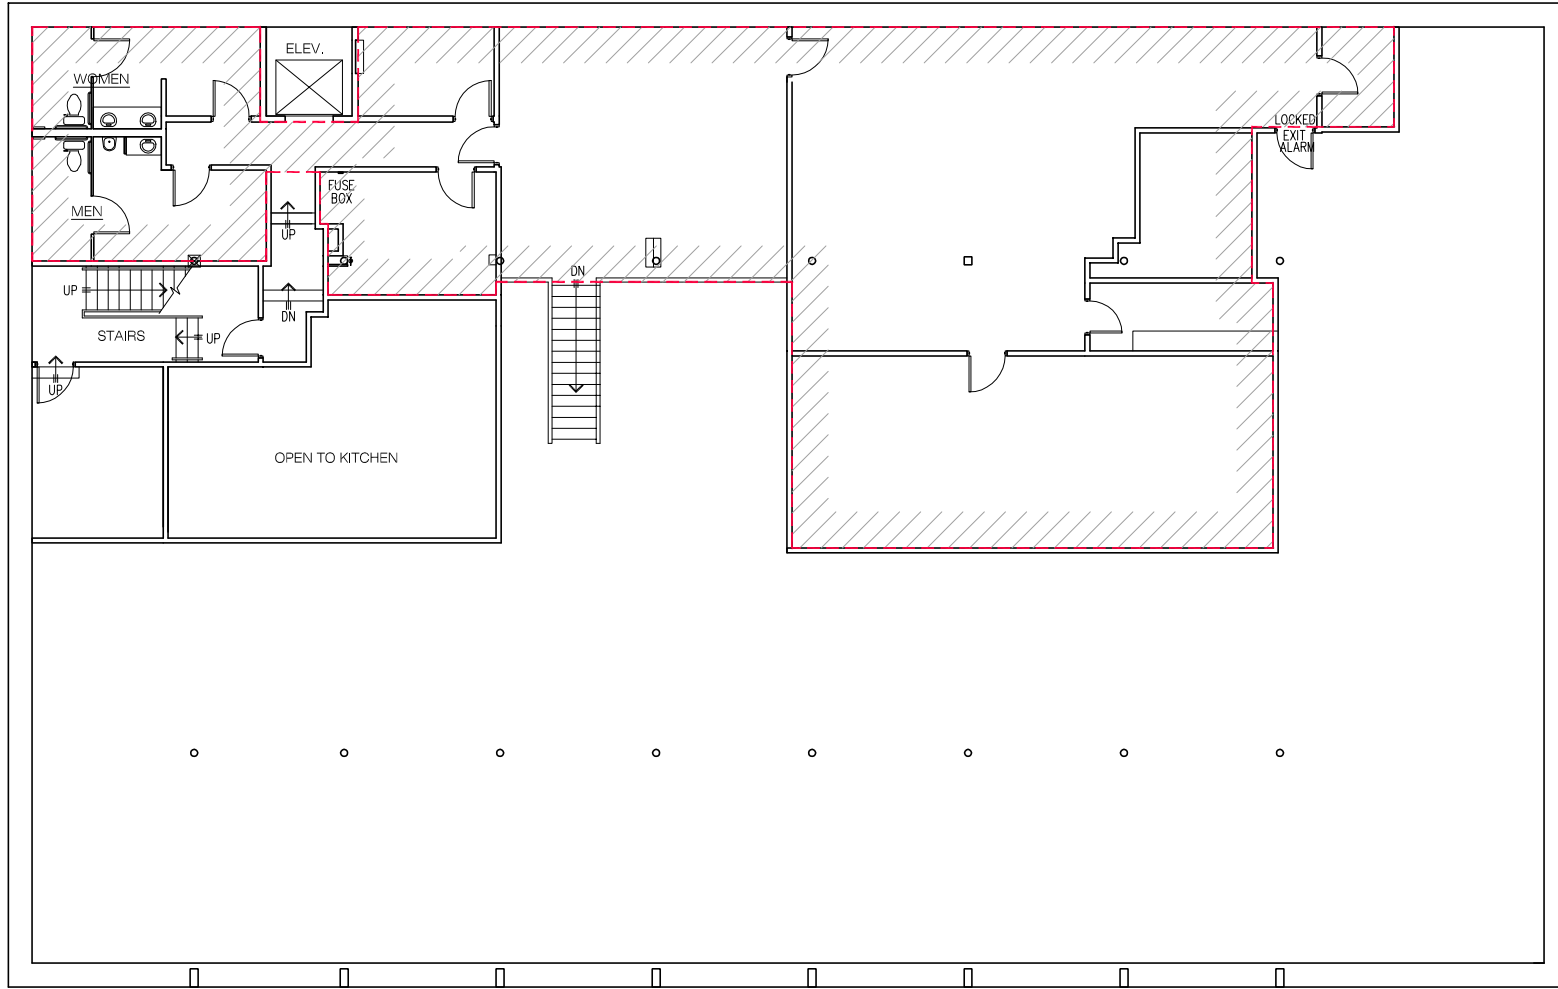 ELEV.
WOMEN
LOCKED
EXIT
ALARM
FUSE
BOX
MEN
UP
DN
UP
DN
STAIRS
UP
UP
OPEN TO KITCHEN